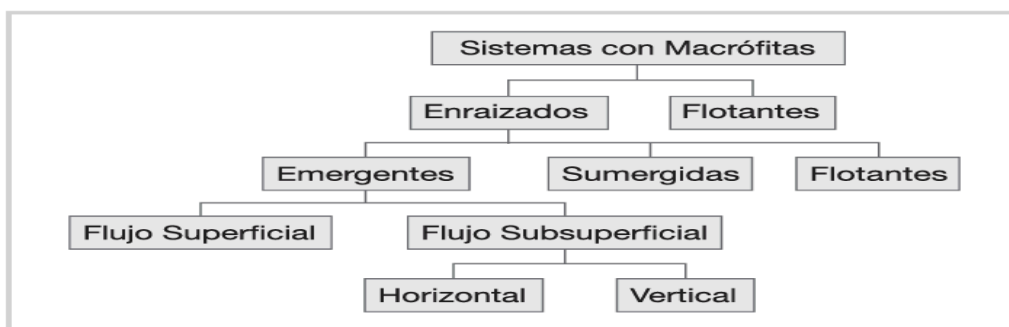 Sistemas con Macrófitas
Enraizados
Flotantes
Emergentes
Sumergidas
Flotantes
Flujo Superficial
Flujo Subsuperficial
Horizontal
Vertical